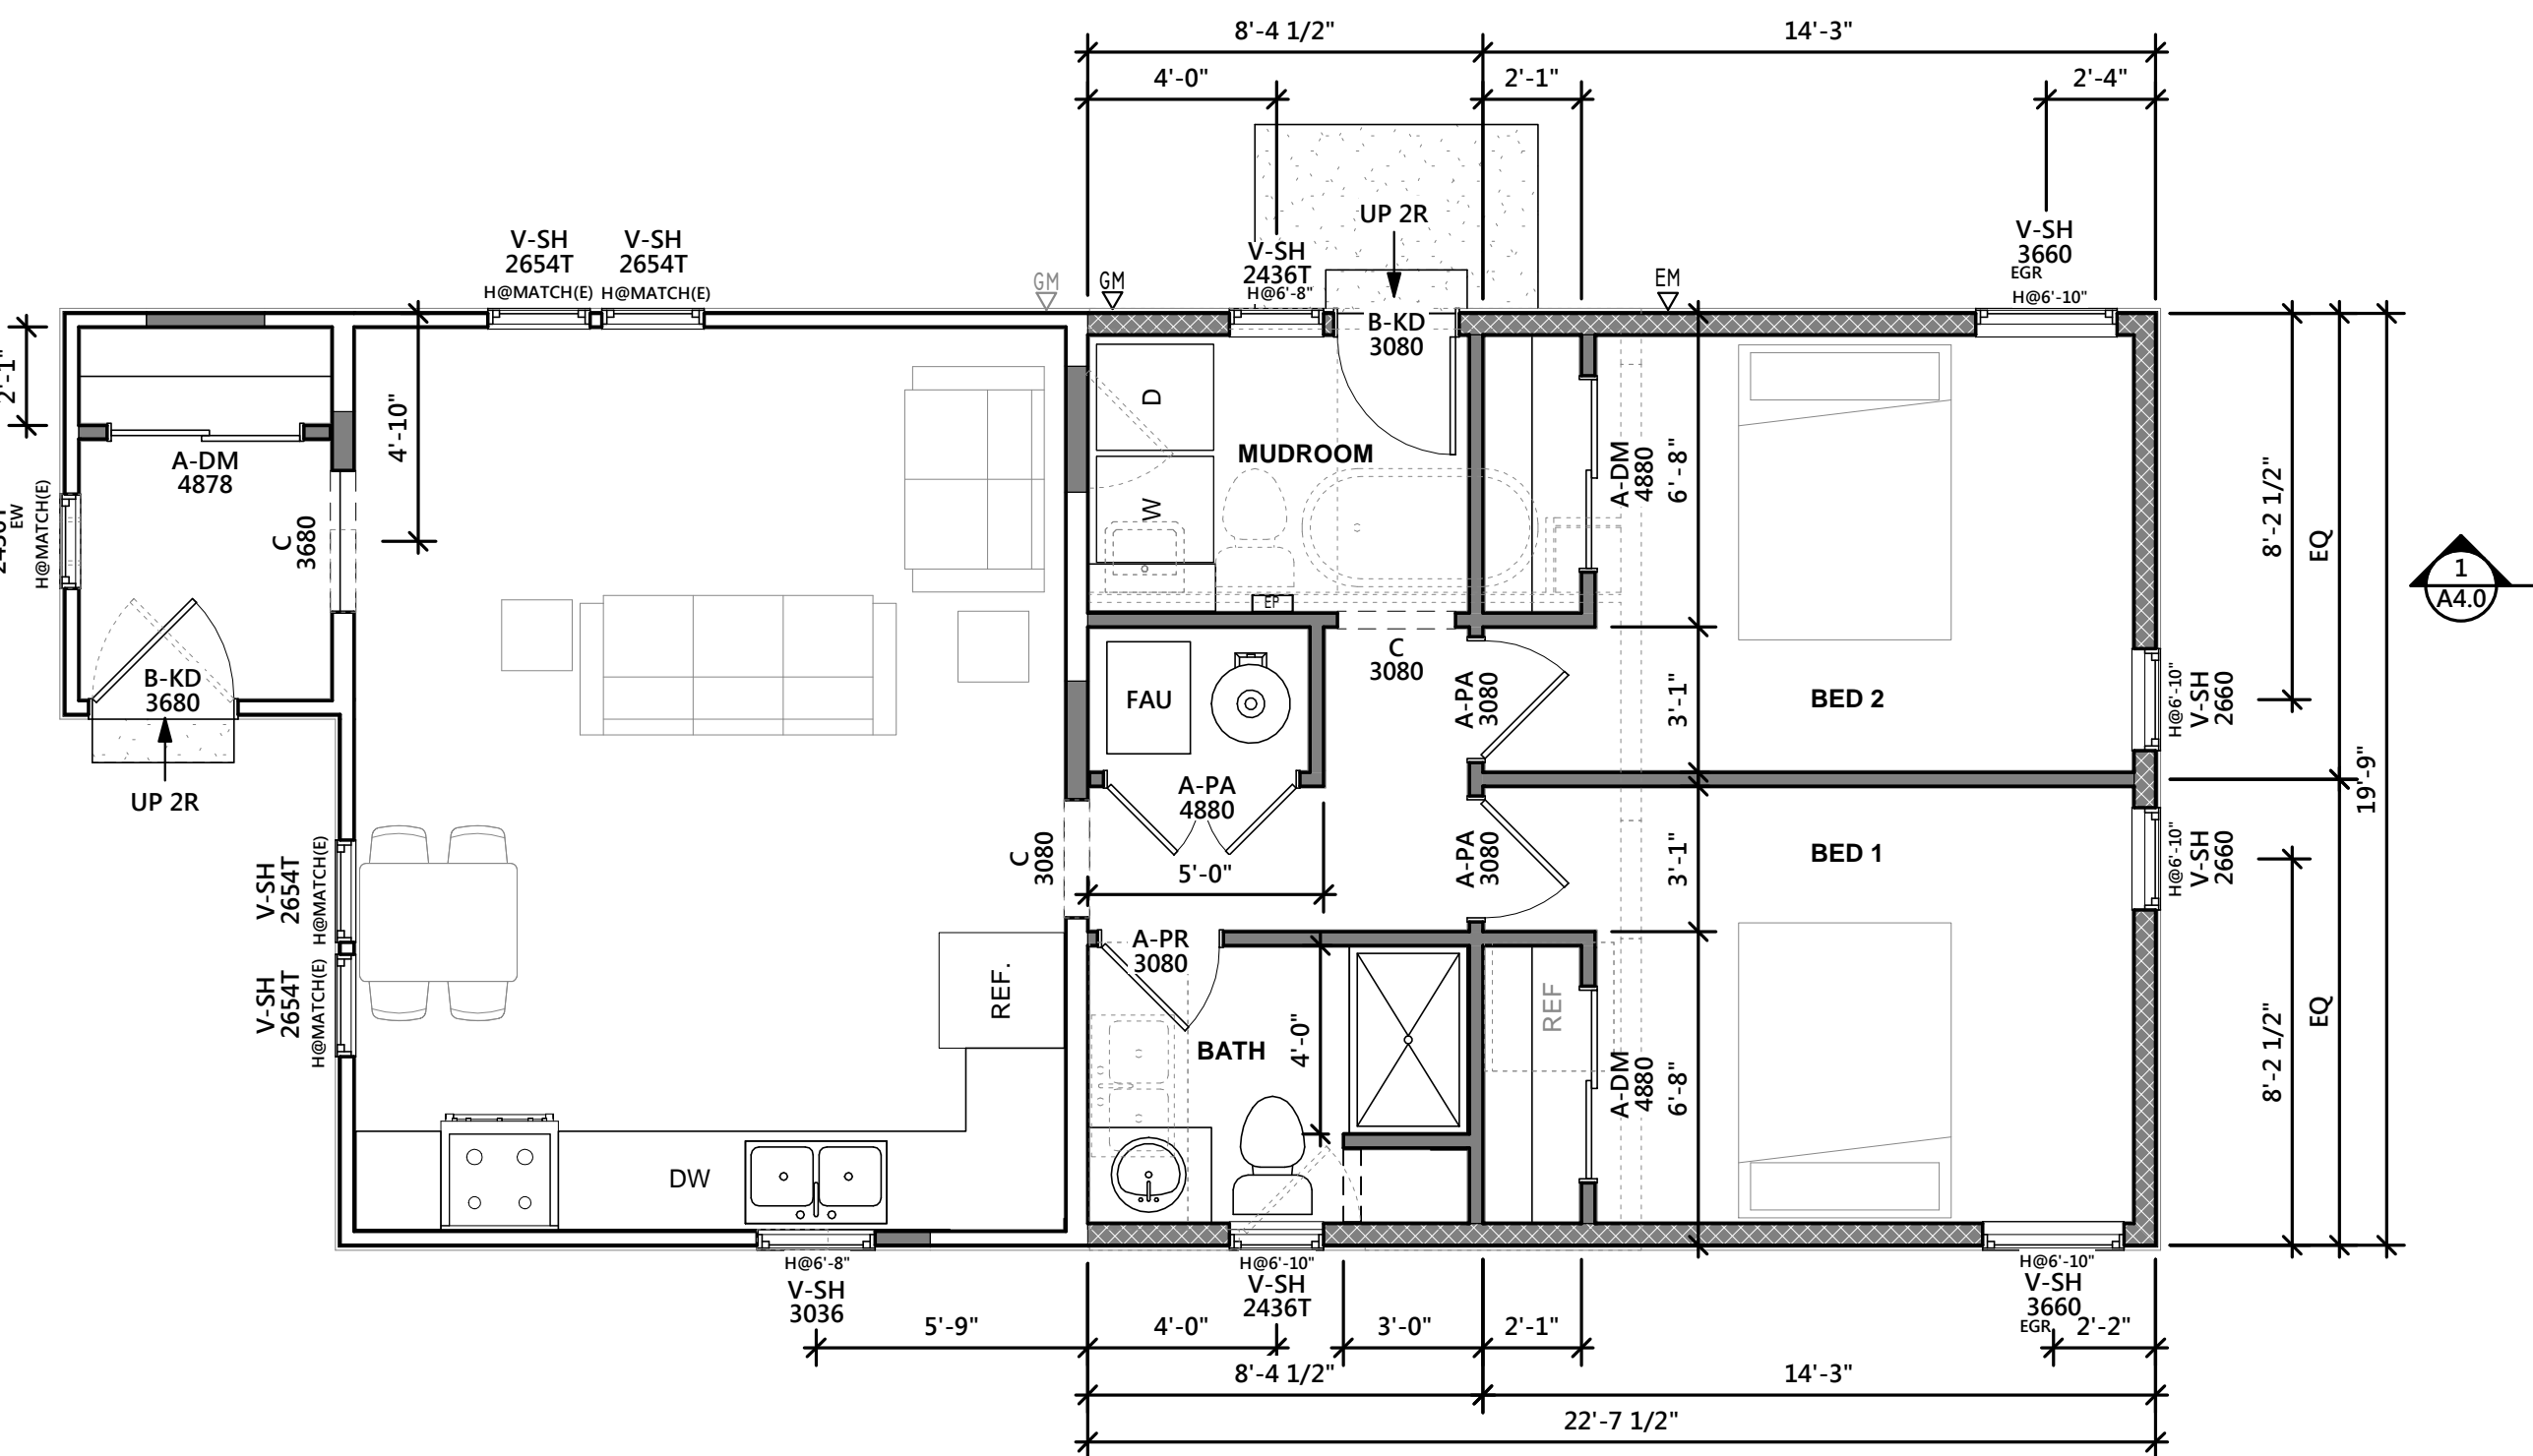 8'-4 1/2"
14'-3"
4'-0"
2'-1"
2'-4"
UP 2R
V-SH
2654T
H@MATCH(E)
V-SH
2654T
H@MATCH(E)
GM
GM
V-SH
2436T
H@6'-8"
EM
V-SH
3660
EGR
H@6'-10"
B-KD
3080
2'-1"
4'-10"
A-DM
4878
EW
H@MATCH(E)
C
3680
D
W
MUDROOM
EP
A-DM
4880
6'-8"
8'-2 1/2"
EQ
1
A4.0
B-KD
3680
UP 2R
FAU
C
3080
A-PA
3080
3'-1"
BED 2
H@6'-10"
V-SH
2660
19'-9"
A-PA
4880
5'-0"
C
3080
A-PA
3080
3'-1"
BED 1
H@6'-10"
V-SH
2660
V-SH
2654T
H@MATCH(E)
V-SH
2654T
H@MATCH(E)
REF.
A-PR
3080
BATH
4'-0"
REF
A-DM
4880
6'-8"
8'-2 1/2"
EQ
DW
H@6'-8"
V-SH
3036
H@6'-10"
V-SH
2436T
H@6'-10"
V-SH
3660
EGR
5'-9"
4'-0"
3'-0"
2'-1"
2'-2"
8'-4 1/2"
14'-3"
22'-7 1/2"